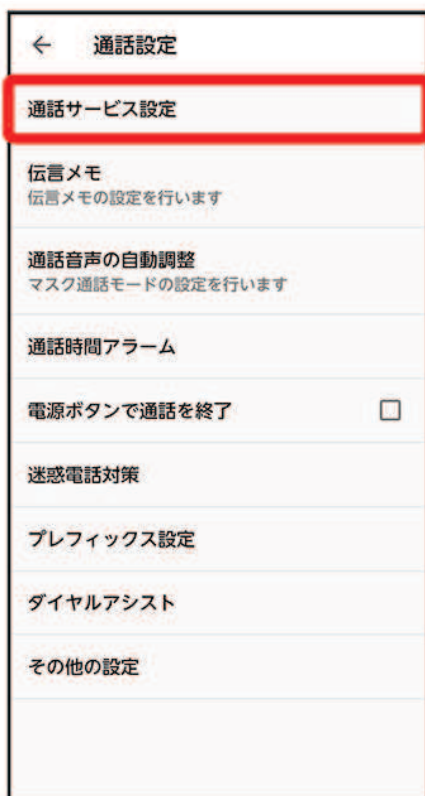 通話設定
通話サービス設定
伝言メモ
伝言メモの設定を行います
通話音声の自動調整
マスク通話モードの設定を行います
通話時間アラーム
電源ボタンで通話を終了
迷惑電話対策
プレフィックス設定
ダイヤルアシスト
その他の設定